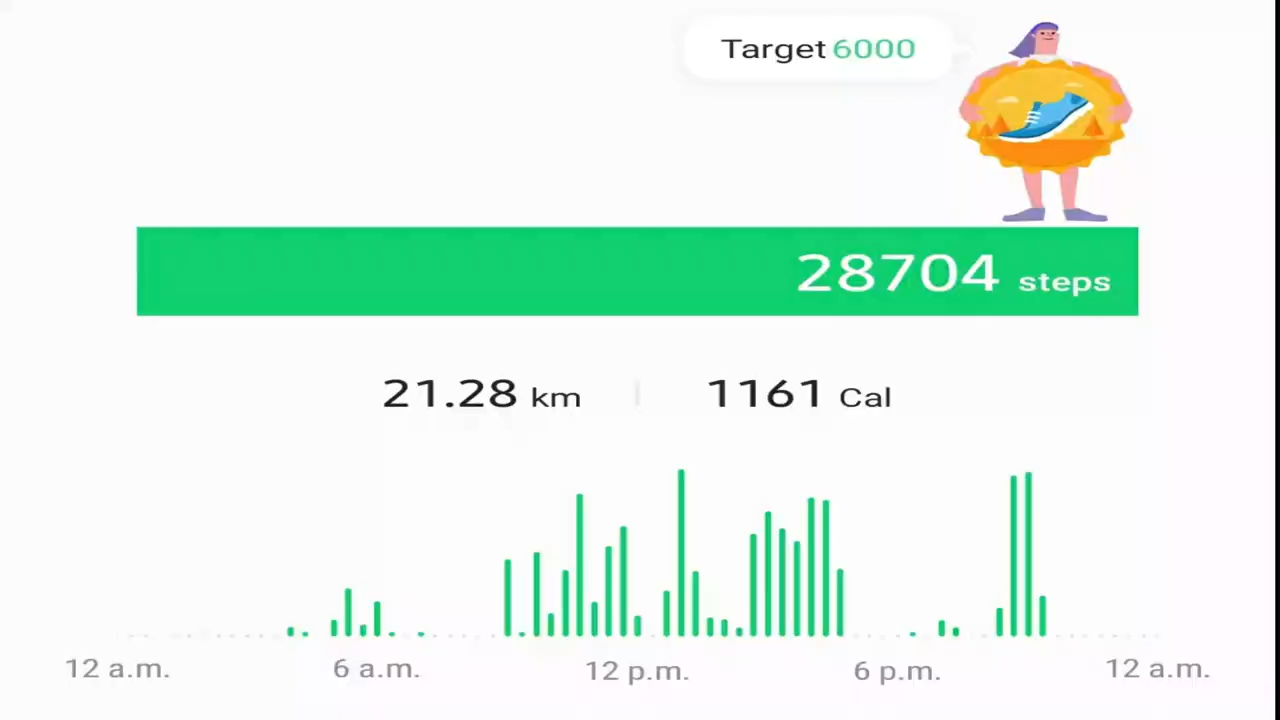 Target 6000
28704 steps
21.28 km | 1161 Cal
12 a.m. 6 a.m. 12 p.m. 6 p.m. 12 a.m.